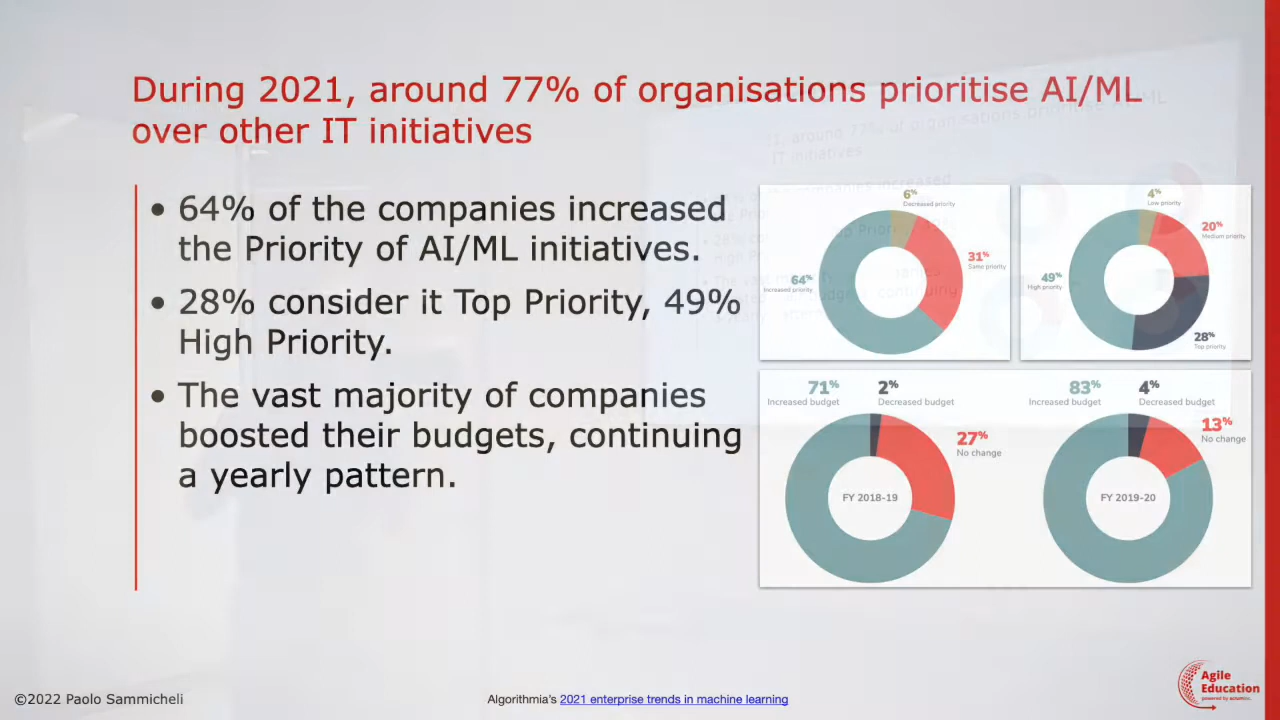 During 2021, around 77% of organisations prioritise AI/ML
over other IT initiatives
• 64% of the companies increased
the Priority of AI/ML initiatives.
• 28% consider it Top Priority, 49%
High Priority.
• The vast majority of companies
boosted their budgets, continuing
a yearly pattern.
6%
Decreased priority
31%
Same priority
64%
Increased priority
4%
Low priority
20%
Medium priority
49%
High priority
28%
Top priority
71%
Increased budget
2%
Decreased budget
27%
No change
FY 2018-19
83%
Increased budget
4%
Decreased budget
13%
No change
FY 2019-20
©2022 Paolo Sammicheli
Algorithmia's 2021 enterprise trends in machine learning
Agile
Education